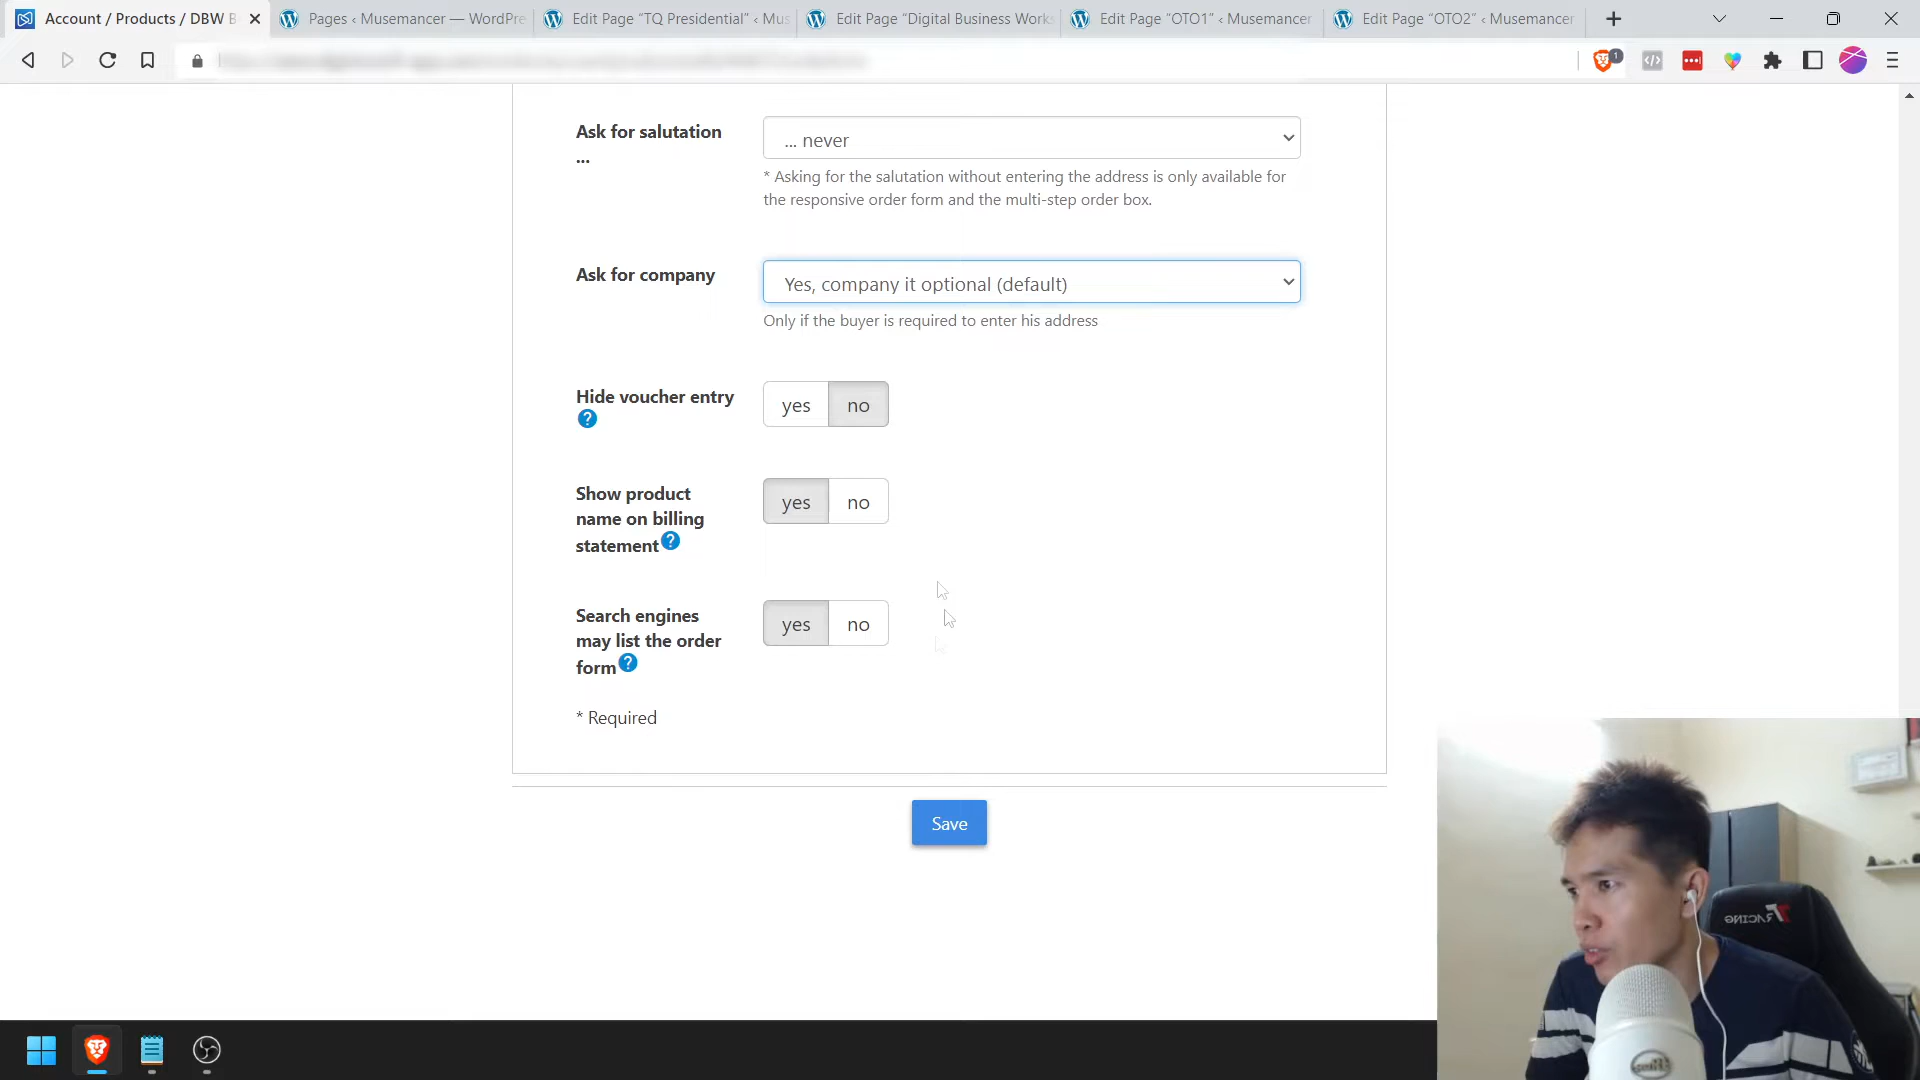 Account / Products / DBW B
Pages ‹ Musemancer — WordPre
Edit Page “TQ Presidential” ‹ Mus
Edit Page “Digital Business Works
Edit Page “OTO1” ‹ Musemancer
Edit Page “OTO2” ‹ Musemancer
1
Ask for salutation
...
... never
* Asking for the salutation without entering the address is only available for
the responsive order form and the multi-step order box.
Ask for company
Yes, company it optional (default)
Only if the buyer is required to enter his address
Hide voucher entry
?
yes no
Show product
name on billing
statement ?
yes no
Search engines
may list the order
form ?
yes no
* Required
Save
RACING